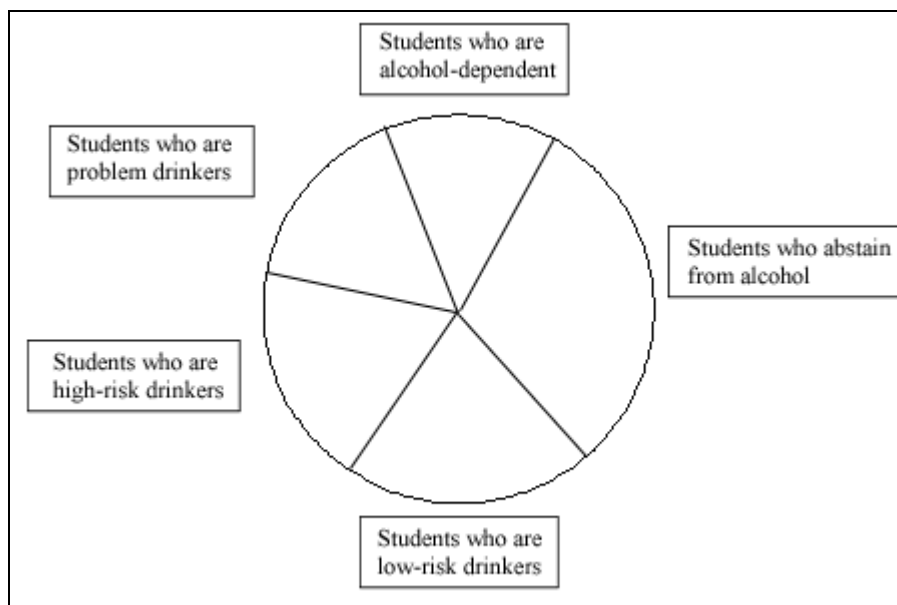 Students who are
alcohol-dependent
Students who are
problem drinkers
Students who abstain
from alcohol
Students who are
high-risk drinkers
Students who are
low-risk drinkers